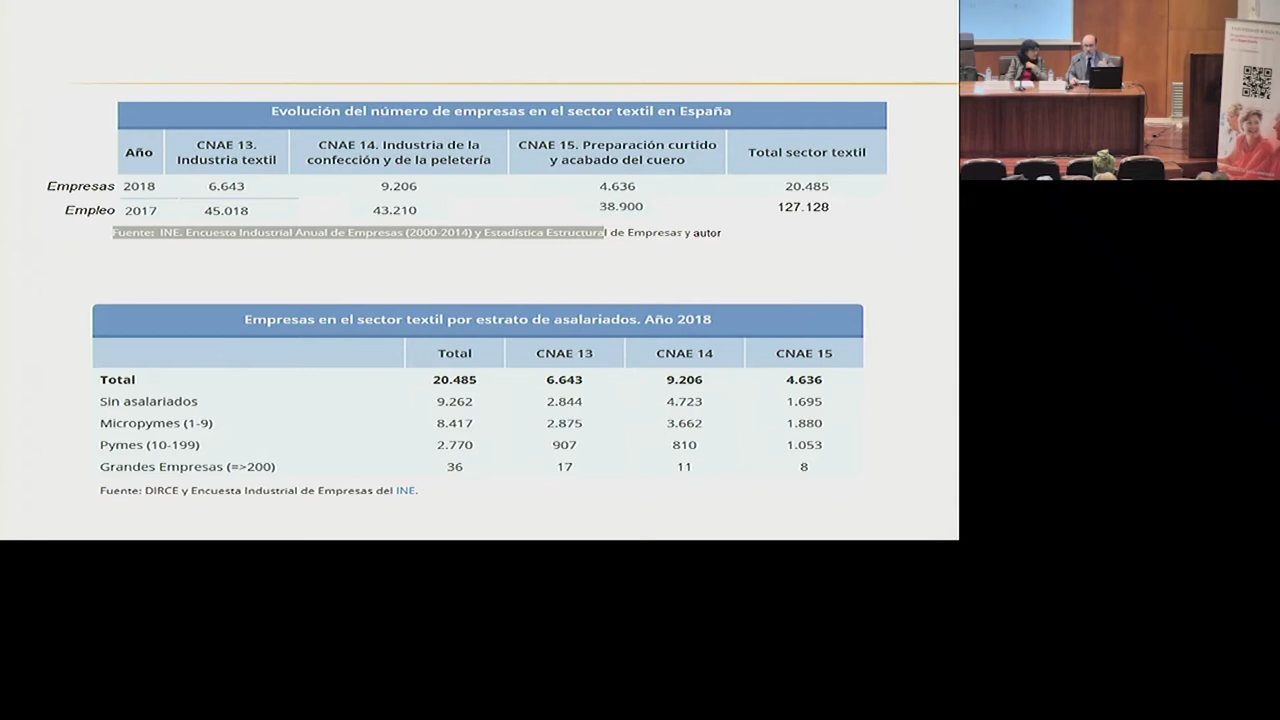 Evolución del número de empresas en el sector textil en España
Año
CNAE 13. Industria textil
CNAE 14. Industria de la confección y de la peletería
CNAE 15. Preparación curtido y acabado del cuero
Total sector textil
Empresas 2018 6.643 9.206 4.636 20.485
Empleo 2017 45.018 43.210 38.900 127.128
Fuente: INE. Encuesta Industrial Anual de Empresas (2000-2014) y Estadística Estructural de Empresas y autor
Empresas en el sector textil por estrato de asalariados. Año 2018
Total CNAE 13 CNAE 14 CNAE 15
Total 20.485 6.643 9.206 4.636
Sin asalariados 9.262 2.844 4.723 1.695
Micropymes (1-9) 8.417 2.875 3.662 1.880
Pymes (10-199) 2.770 907 810 1.053
Grandes Empresas (=>200) 36 17 11 8
Fuente: DIRCE y Encuesta Industrial de Empresas del INE.